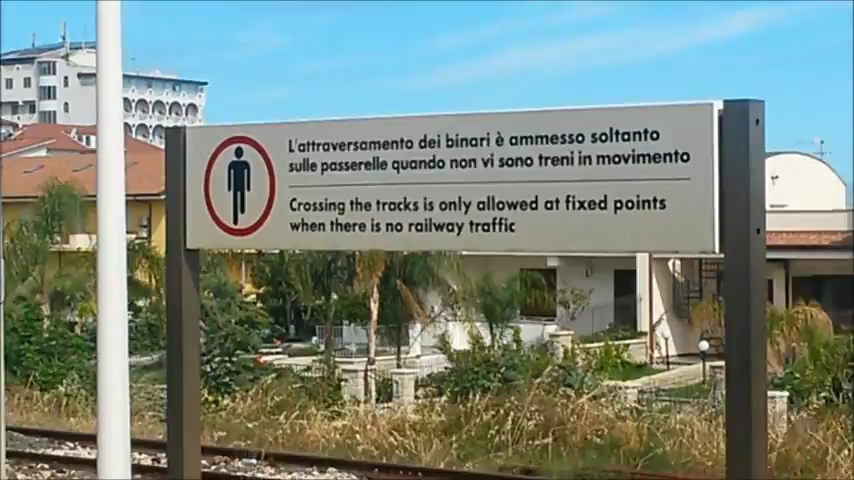 L'attraversamento dei binari è ammesso soltanto
sulle passerelle quando non vi sono treni in movimento
Crossing the tracks is only allowed at fixed points
when there is no railway traffic